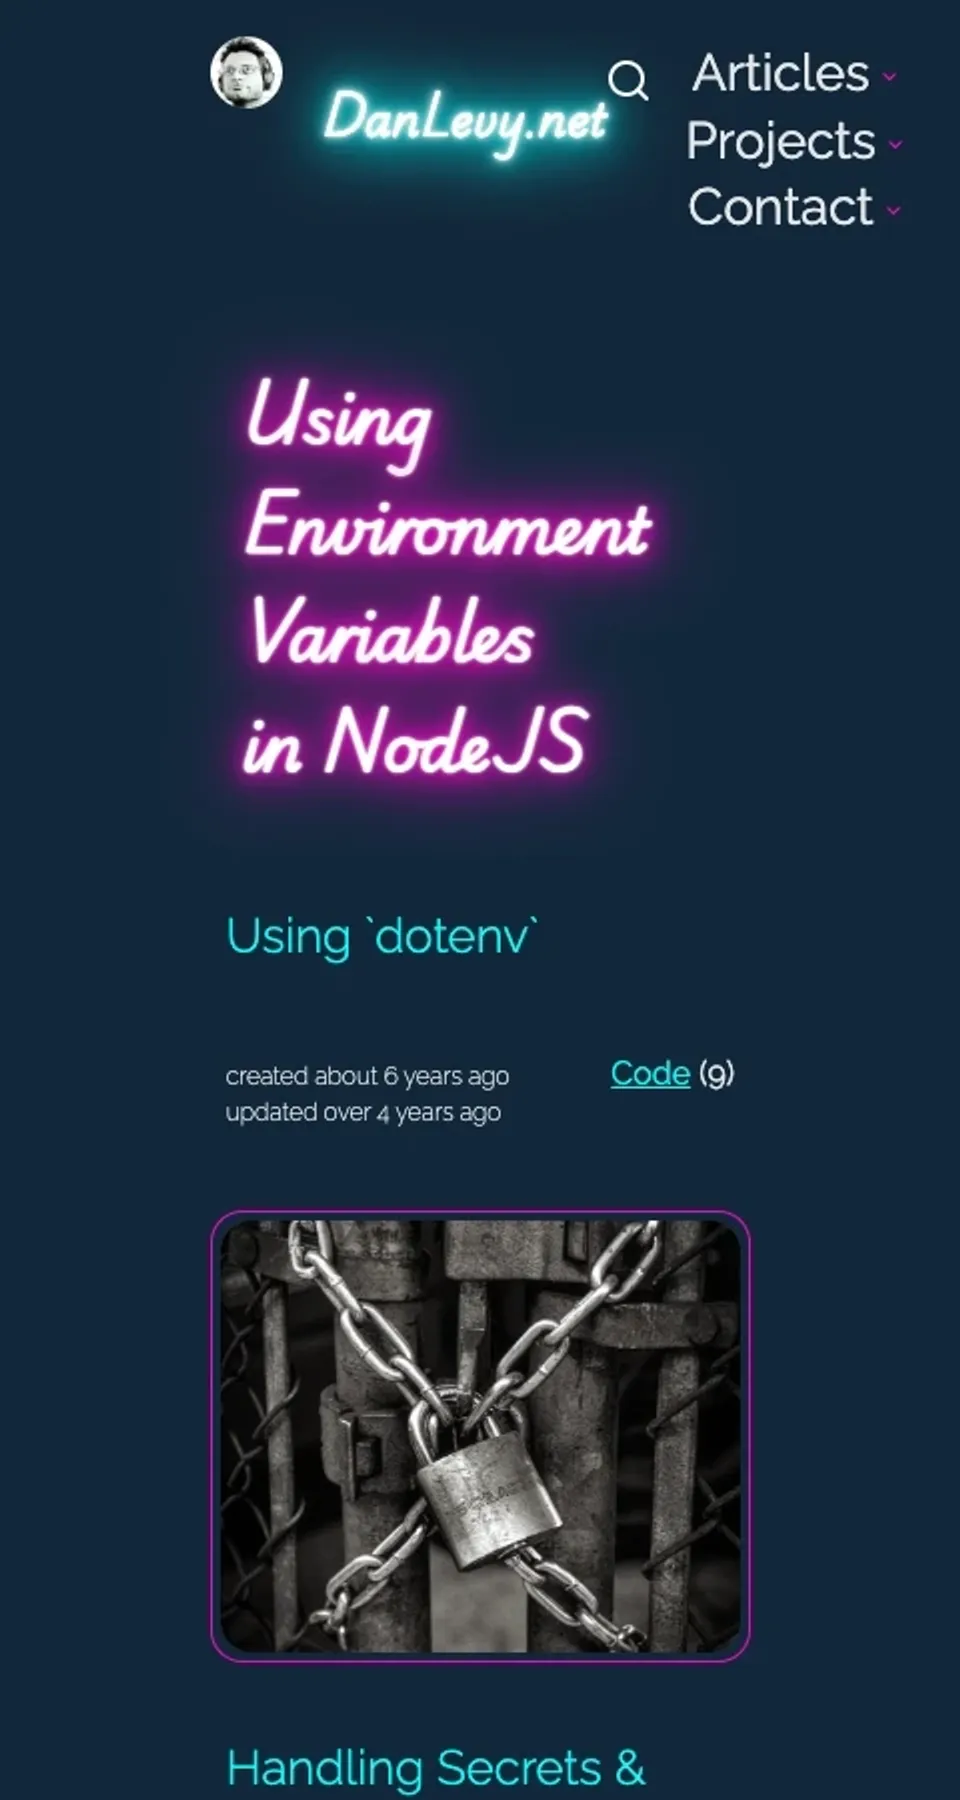 DanLevy.net
Articles
Projects
Contact
Using
Environment
Variables
in NodeJS
Using `dotenv`
created about 6 years ago
updated over 4 years ago
Code (9)
Handling Secrets &